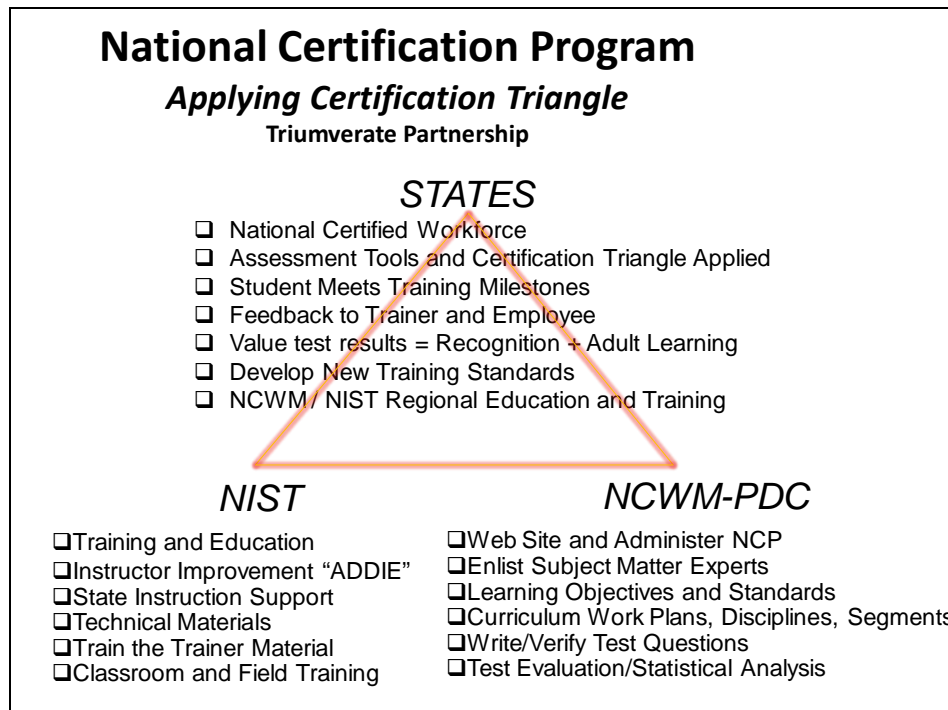 National Certification Program
Applying Certification Triangle
Triumverate Partnership
STATES
❑ National Certified Workforce
❑ Assessment Tools and Certification Triangle Applied
❑ Student Meets Training Milestones
❑ Feedback to Trainer and Employee
❑ Value test results = Recognition + Adult Learning
❑ Develop New Training Standards
❑ NCWM / NIST Regional Education and Training
NIST
❑Training and Education
❑Instructor Improvement “ADDIE”
❑State Instruction Support
❑Technical Materials
❑Train the Trainer Material
❑Classroom and Field Training
NCWM-PDC
❑Web Site and Administer NCP
❑Enlist Subject Matter Experts
❑Learning Objectives and Standards
❑Curriculum Work Plans, Disciplines, Segments
❑Write/Verify Test Questions
❑Test Evaluation/Statistical Analysis